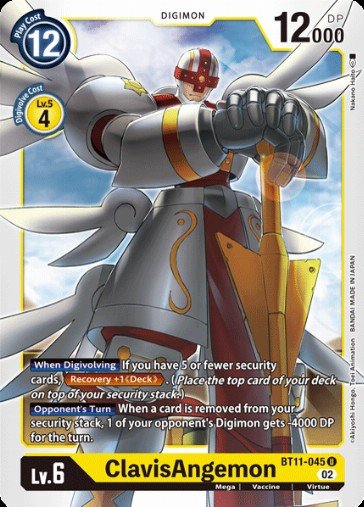 Play Cost
12
DIGIMON
12000 DP
Digivolve Cost
Lv.5
4
Nakano Haito
©Akiyoshi Hongo, Toei Animation BANDAI MADE IN JAPAN
When Digivolving If you have 5 or fewer security
cards, Recovery +1 ≪Deck≫. (Place the top card of your deck
on top of your security stack.)
Opponent's Turn When a card is removed from your
security stack, 1 of your opponent's Digimon gets -4000 DP
for the turn.
BT11-045 U
Lv.6 ClavisAngemon 02
Mega | Vaccine | Virtue